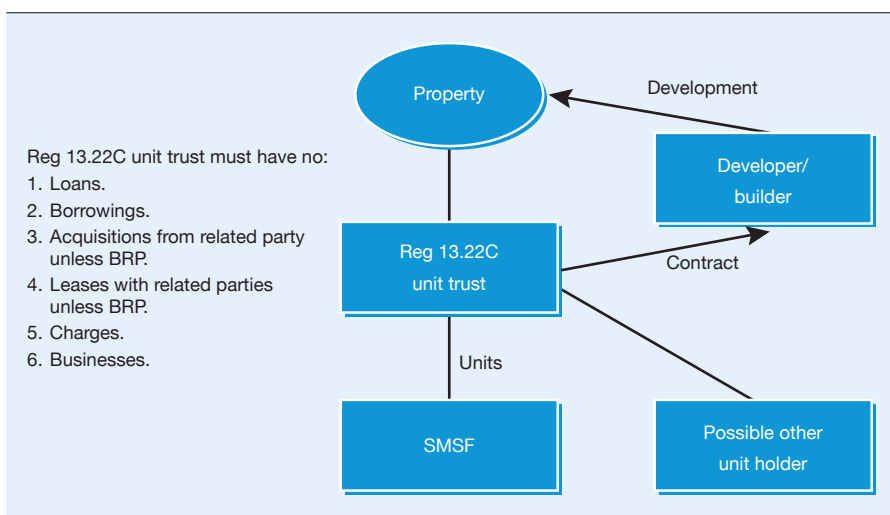 Reg 13.22C unit trust must have no:
1. Loans.
2. Borrowings.
3. Acquisitions from related party
unless BRP.
4. Leases with related parties
unless BRP.
5. Charges.
6. Businesses.
Property
Development
Developer/
builder
Reg 13.22C
unit trust
Contract
Units
SMSF
Possible other
unit holder